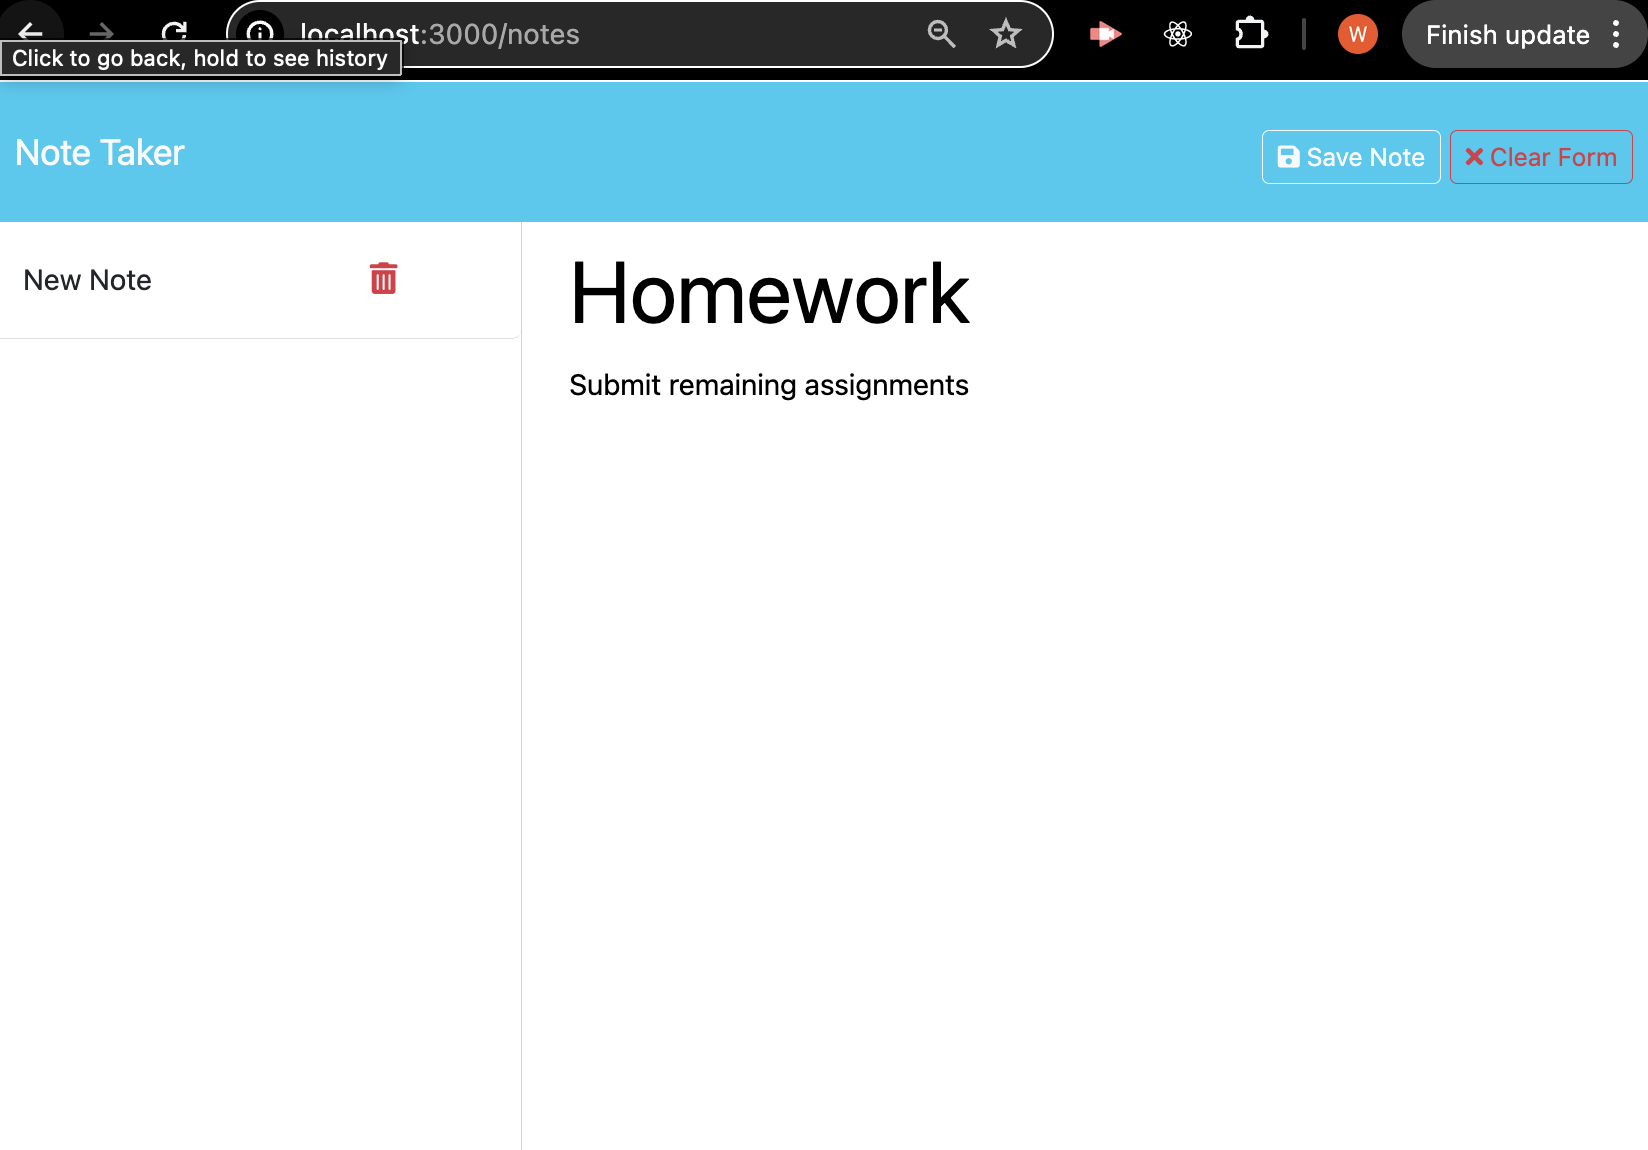 localhost:3000/notes
W
Finish update
Click to go back, hold to see history
Note Taker
Save Note
Clear Form
New Note
Homework
Submit remaining assignments